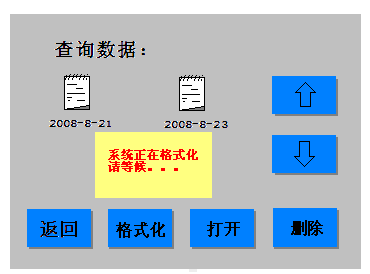 查询数据：
2008-8-21
2008-8-23
系统正在格式化
请等候。。。
返回
格式化
打开
删除